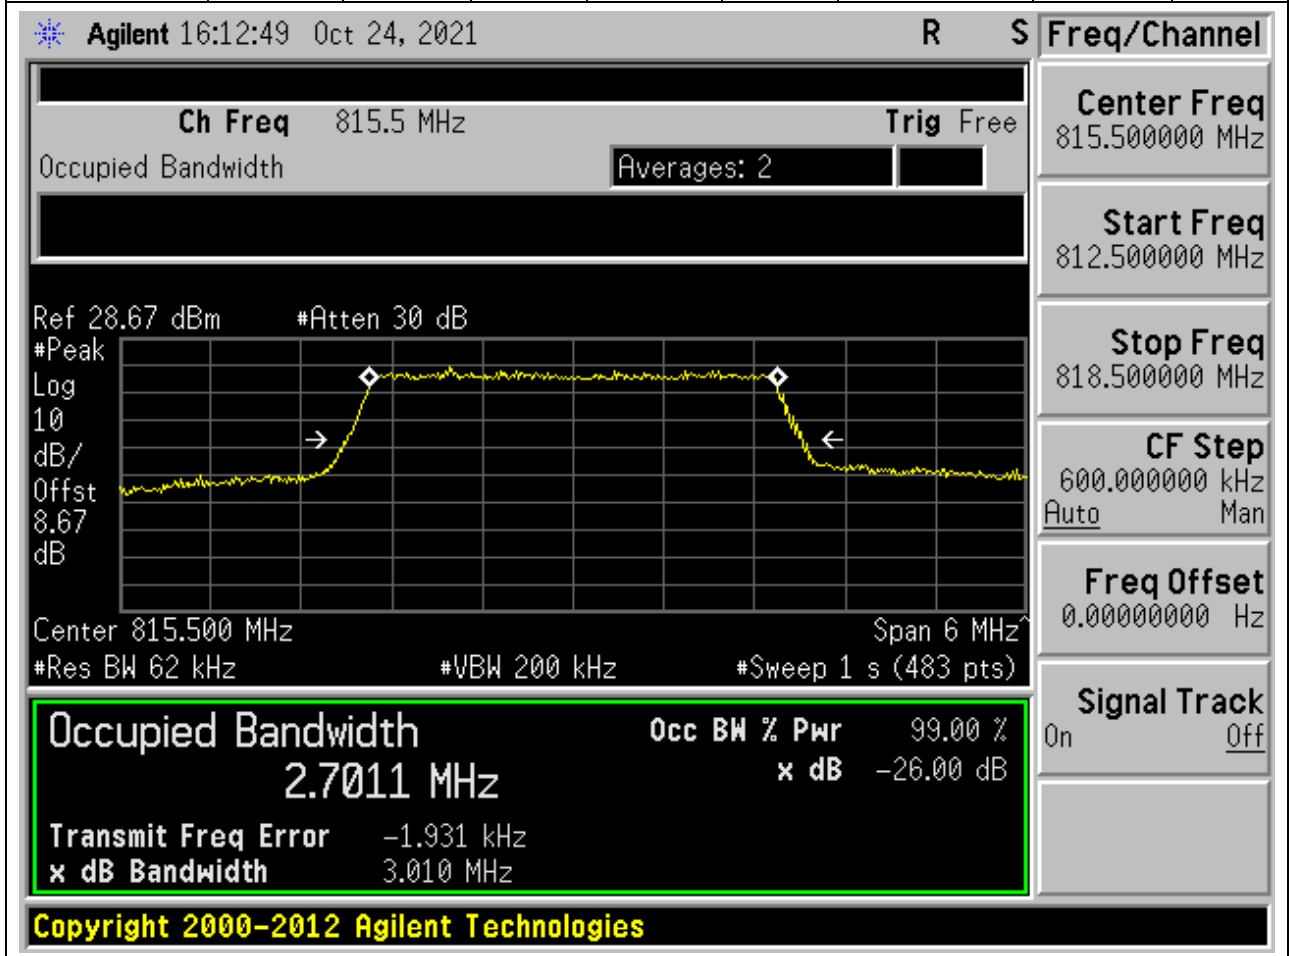 Agilent 16:12:49 Oct 24, 2021 R S
Freq/Channel
Ch Freq 815.5 MHz Trig Free
Occupied Bandwidth Averages: 2
Center Freq
815.500000 MHz
Start Freq
812.500000 MHz
Stop Freq
818.500000 MHz
CF Step
600.000000 kHz
Auto Man
Freq Offset
0.00000000 Hz
Signal Track
On Off
Ref 28.67 dBm #Atten 30 dB
#Peak
Log
10
dB/
Offst
8.67
dB
Center 815.500 MHz Span 6 MHz^
#Res BW 62 kHz #VBW 200 kHz #Sweep 1 s (483 pts)
Occupied Bandwidth Occ BW % Pwr 99.00 %
2.7011 MHz x dB -26.00 dB
Transmit Freq Error -1.931 kHz
x dB Bandwidth 3.010 MHz
Copyright 2000-2012 Agilent Technologies